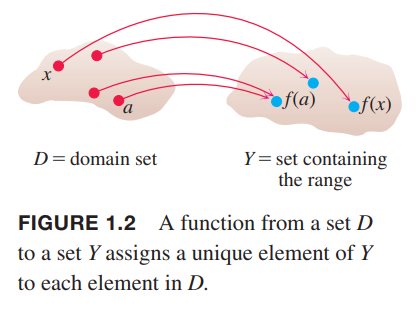 x
a
f(a)
f(x)
D = domain set
Y = set containing
the range
FIGURE 1.2 A function from a set D
to a set Y assigns a unique element of Y
to each element in D.